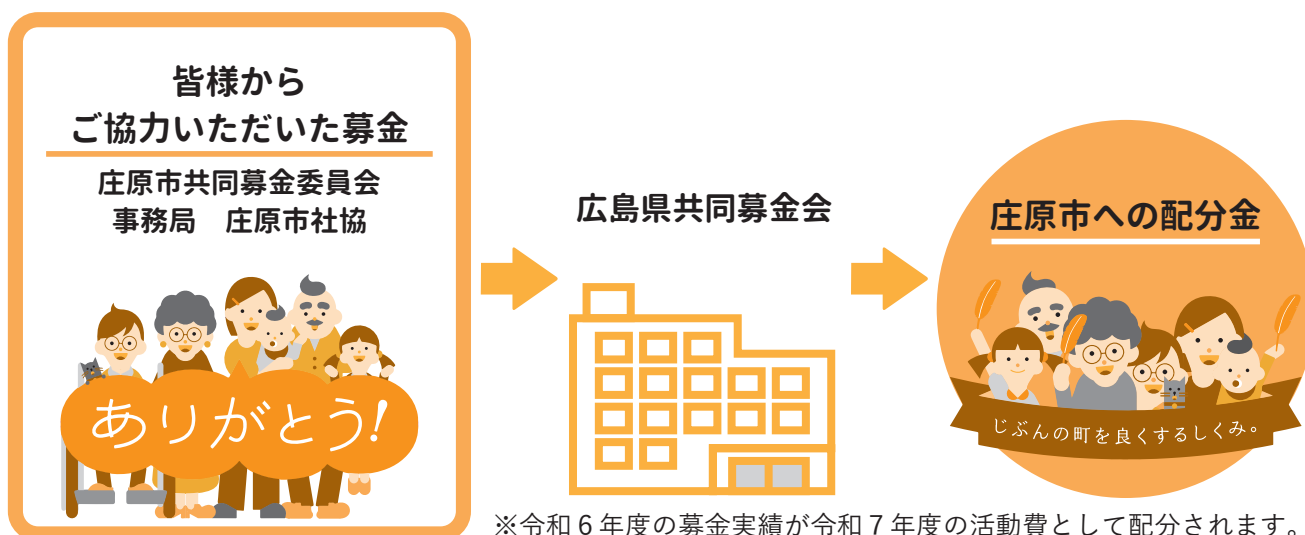 皆様から
ご協力いただいた募金
庄原市共同募金委員会
事務局　庄原市社協
ありがとう!
広島県共同募金会
庄原市への配分金
じぶんの町を良くするしくみ。
※令和６年度の募金実績が令和７年度の活動費として配分されます。